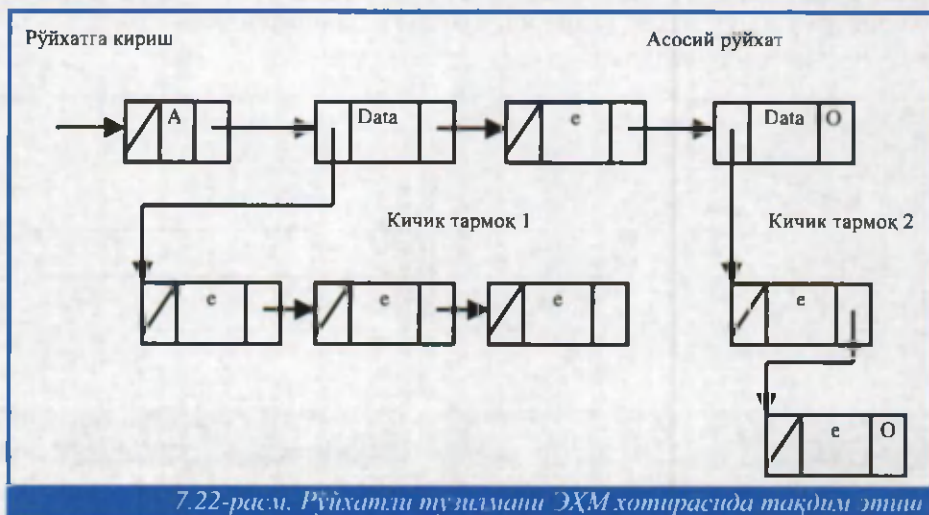 Рўйхатга кириш
Асосий рўйхат
A
Data
e
Data O
Кичик тармоқ 1
Кичик тармоқ 2
e
e
e
e
e O
7.22-расм. Рўйхатли тузилмани ЭҲМ хотирасида тақдим этиш